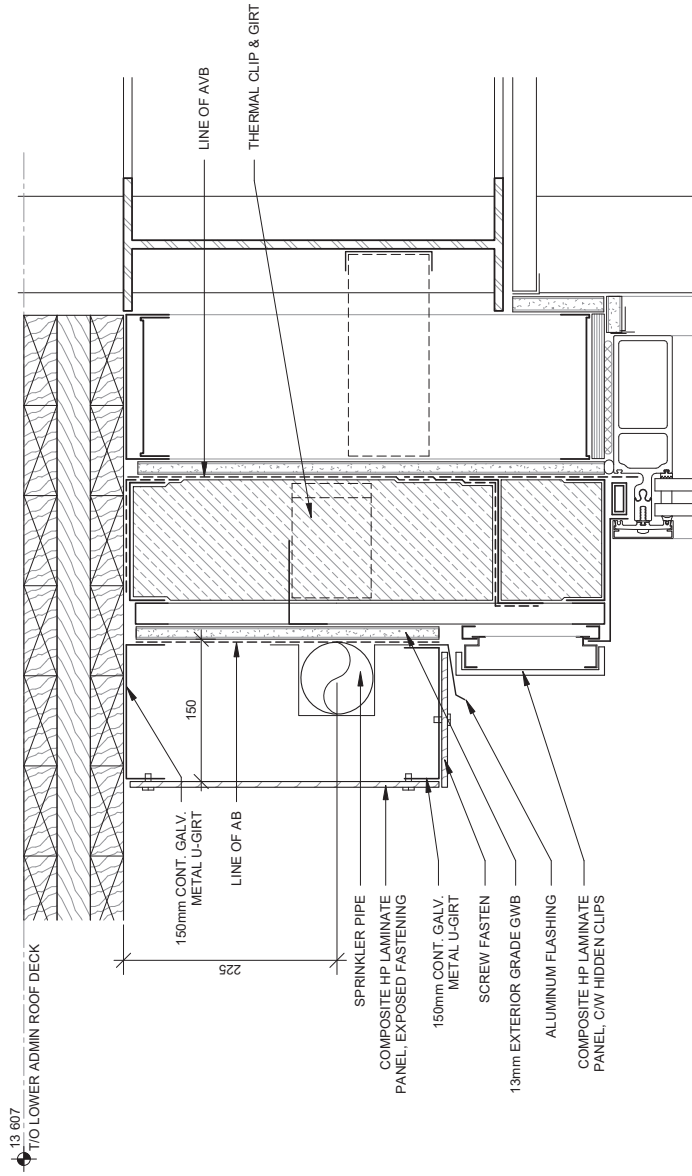 13 607
T/O LOWER ADMIN ROOF DECK
LINE OF AVB
THERMAL CLIP & GIRT
150
150mm CONT. GALV.
METAL U-GIRT
LINE OF AB
225
SPRINKLER PIPE
COMPOSITE HP LAMINATE
PANEL, EXPOSED FASTENING
150mm CONT. GALV.
METAL U-GIRT
SCREW FASTEN
13mm EXTERIOR GRADE GWB
ALUMINUM FLASHING
COMPOSITE HP LAMINATE
PANEL, C/W HIDDEN CLIPS